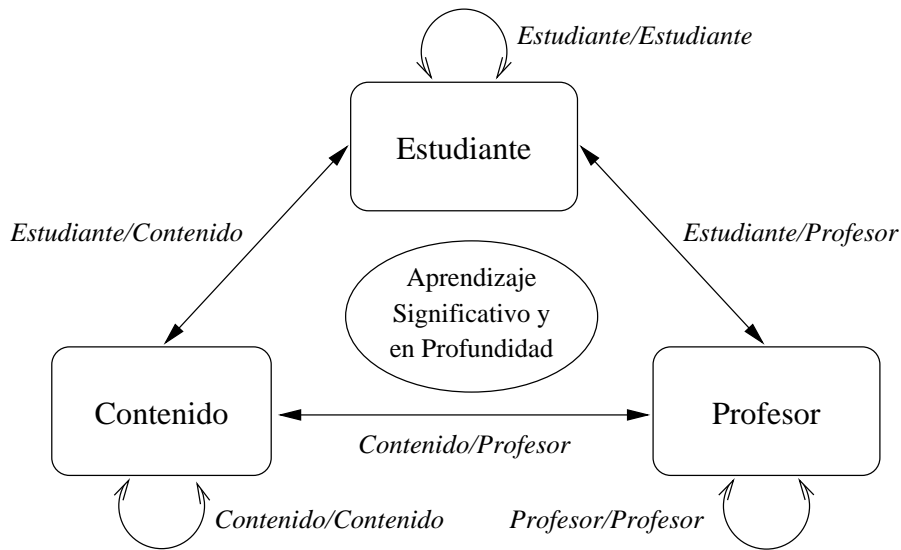 Estudiante/Estudiante
Estudiante
Estudiante/Contenido
Estudiante/Profesor
Aprendizaje
Significativo y
en Profundidad
Contenido
Profesor
Contenido/Profesor
Contenido/Contenido
Profesor/Profesor